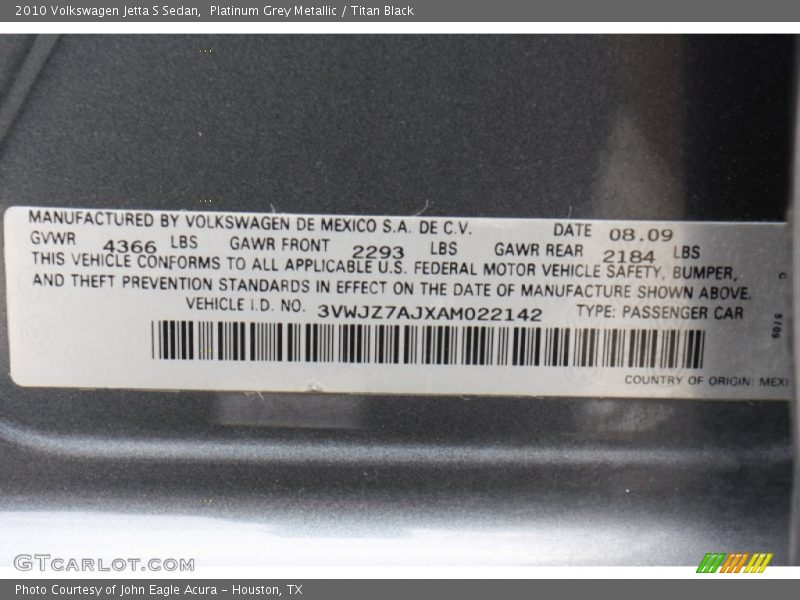 2010 Volkswagen Jetta S Sedan, Platinum Grey Metallic / Titan Black
MANUFACTURED BY VOLKSWAGEN DE MEXICO S.A. DE C.V. DATE 08.09
GVWR 4366 LBS GAWR FRONT 2293 LBS GAWR REAR 2184 LBS
THIS VEHICLE CONFORMS TO ALL APPLICABLE U.S. FEDERAL MOTOR VEHICLE SAFETY, BUMPER,
AND THEFT PREVENTION STANDARDS IN EFFECT ON THE DATE OF MANUFACTURE SHOWN ABOVE.
VEHICLE I.D. NO. 3VWJZ7AJXAM022142 TYPE: PASSENGER CAR
COUNTRY OF ORIGIN: MEXI
GTCARLOT.COM
Photo Courtesy of John Eagle Acura - Houston, TX